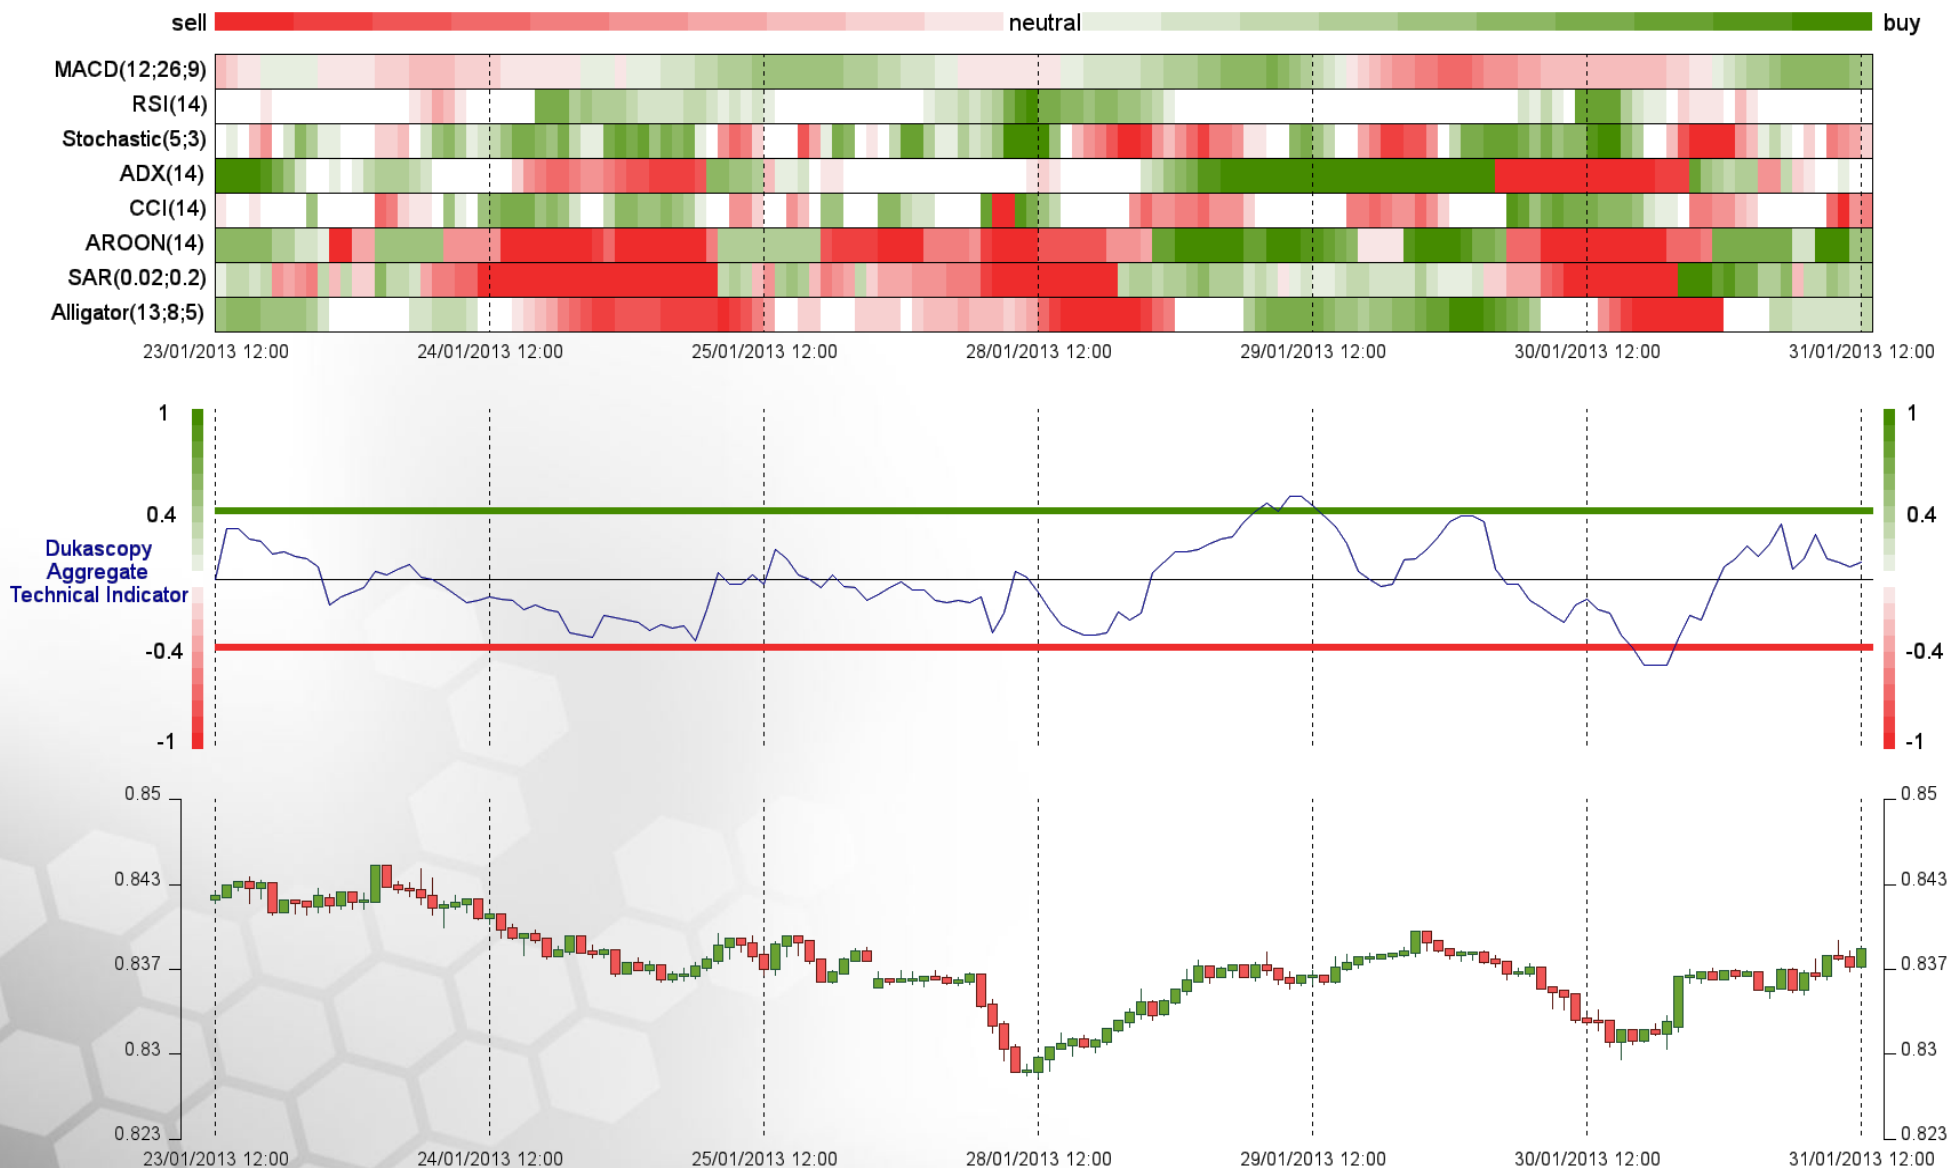 sell neutral buy
MACD(12;26;9)
RSI(14)
Stochastic(5;3)
ADX(14)
CCI(14)
AROON(14)
SAR(0.02;0.2)
Alligator(13;8;5)
23/01/2013 12:00 24/01/2013 12:00 25/01/2013 12:00 28/01/2013 12:00 29/01/2013 12:00 30/01/2013 12:00 31/01/2013 12:00
1 1
0.4 0.4
Dukascopy
Aggregate
Technical Indicator
-0.4 -0.4
-1 -1
0.85 0.85
0.843 0.843
0.837 0.837
0.83 0.83
0.823 0.823
23/01/2013 12:00 24/01/2013 12:00 25/01/2013 12:00 28/01/2013 12:00 29/01/2013 12:00 30/01/2013 12:00 31/01/2013 12:00